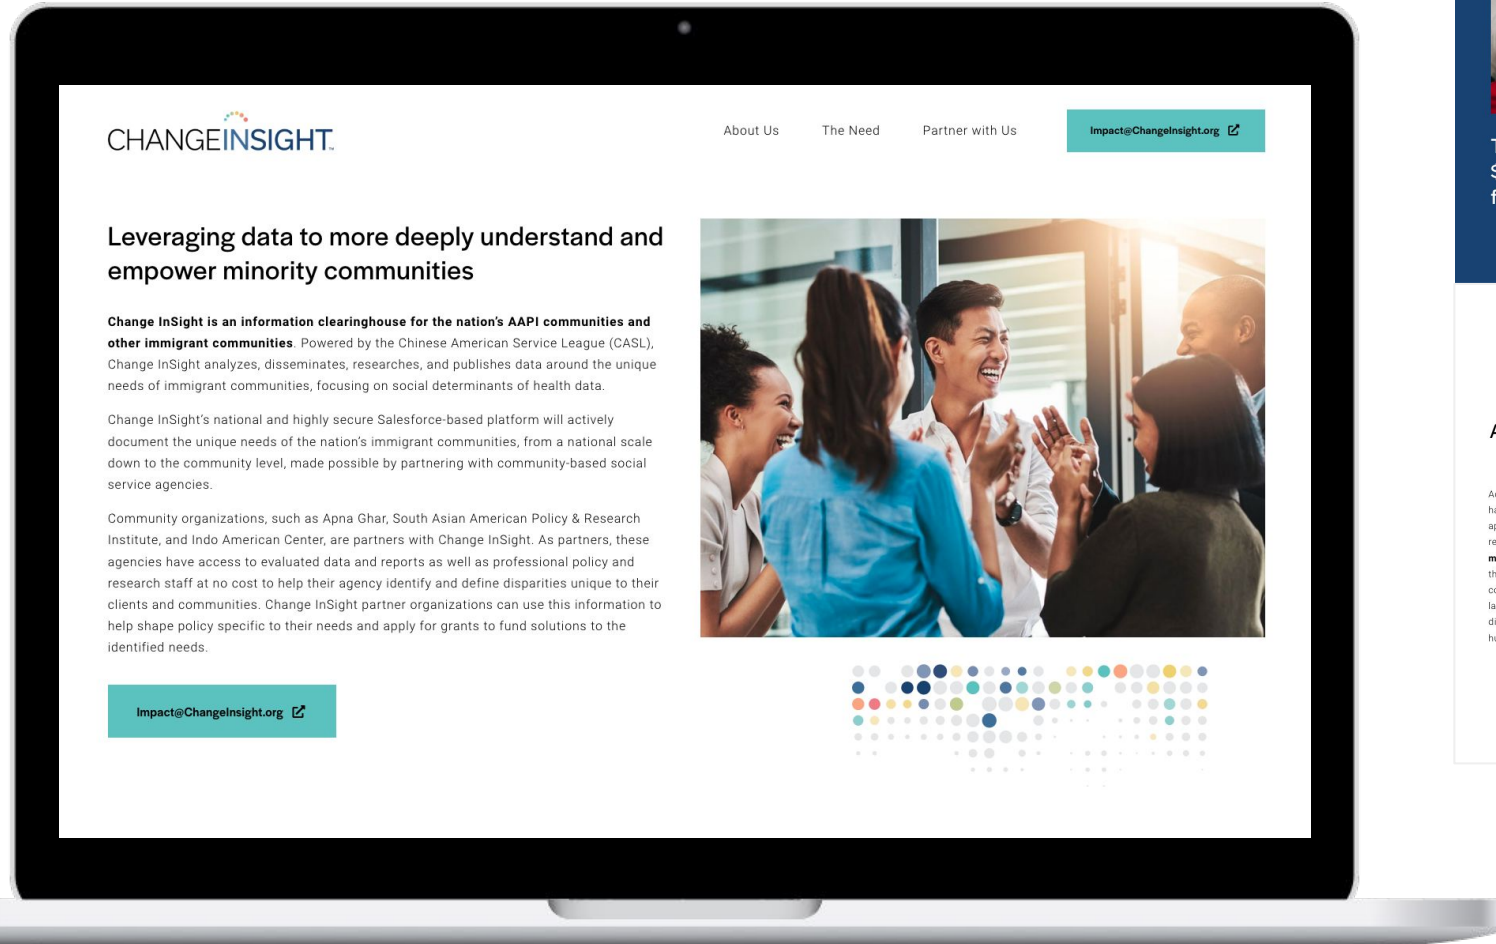 CHANGEINSIGHT™
About Us
The Need
Partner with Us
Impact@ChangeInsight.org
Leveraging data to more deeply understand and
empower minority communities
Change InSight is an information clearinghouse for the nation's AAPI communities and
other immigrant communities. Powered by the Chinese American Service League (CASL),
Change InSight analyzes, disseminates, researches, and publishes data around the unique
needs of immigrant communities, focusing on social determinants of health data.
Change InSight's national and highly secure Salesforce-based platform will actively
document the unique needs of the nation's immigrant communities, from a national scale
down to the community level, made possible by partnering with community-based social
service agencies.
Community organizations, such as Apna Ghar, South Asian American Policy & Research
Institute, and Indo American Center, are partners with Change InSight. As partners, these
agencies have access to evaluated data and reports as well as professional policy and
research staff at no cost to help their agency identify and define disparities unique to their
clients and communities. Change InSight partner organizations can use this information to
help shape policy specific to their needs and apply for grants to fund solutions to the
identified needs.
Impact@ChangeInsight.org